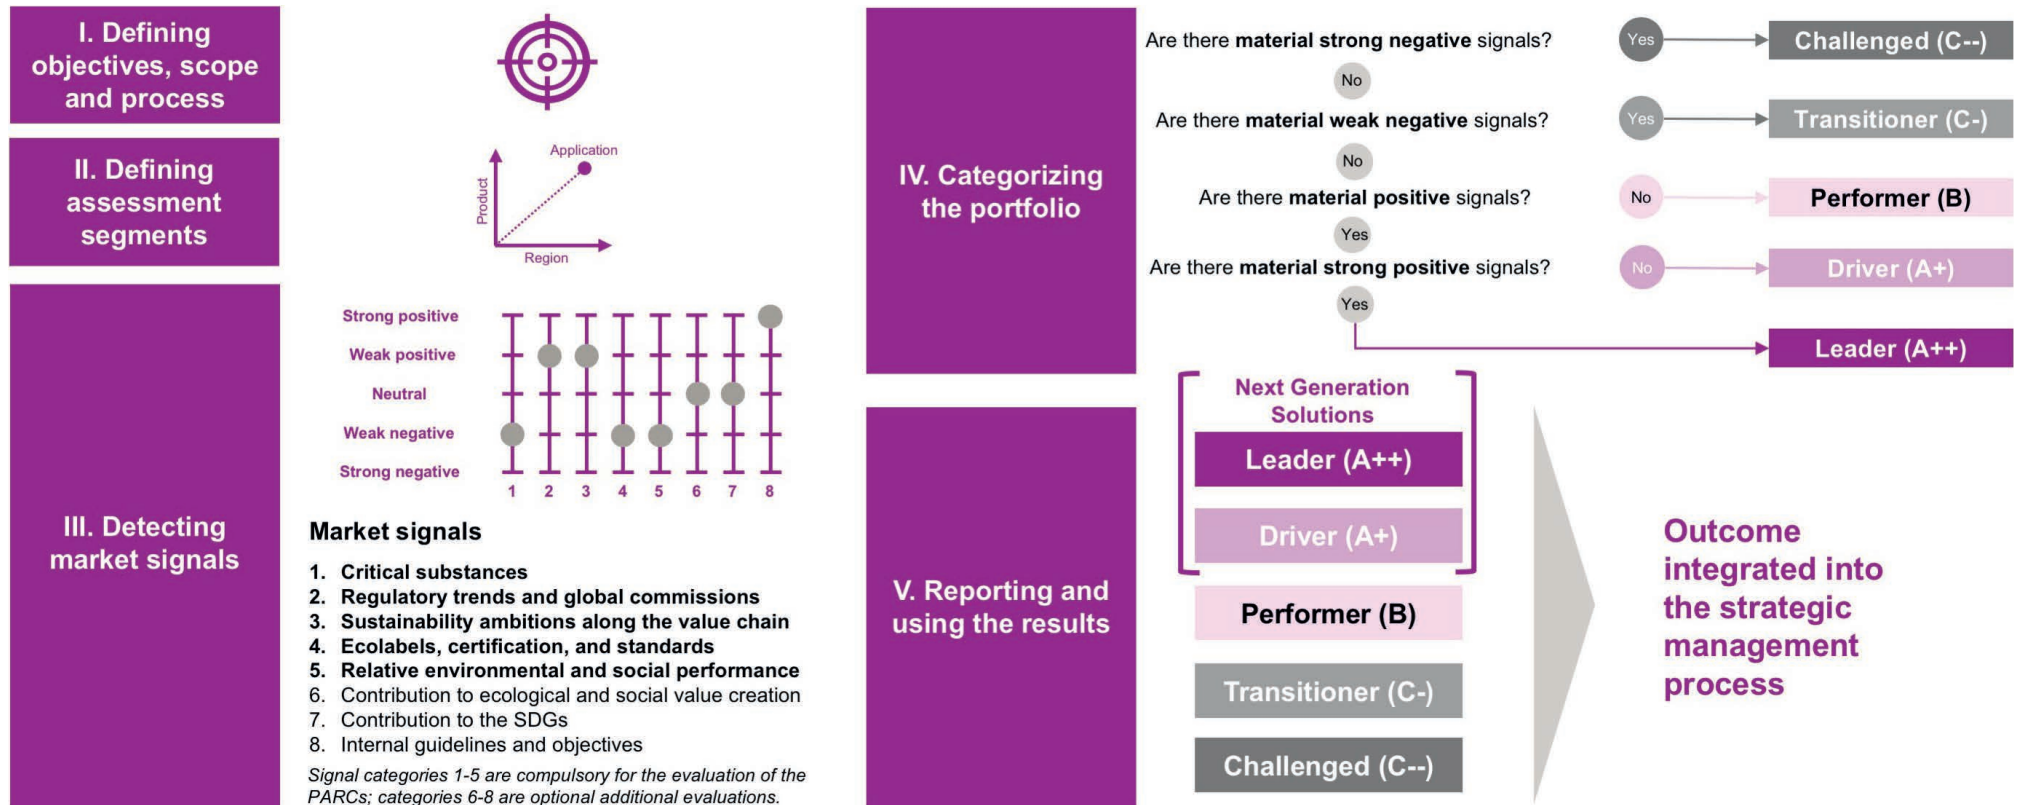 I. Defining
objectives, scope
and process
II. Defining
assessment
segments
Application
Product
Region
III. Detecting
market signals
Strong positive
Weak positive
Neutral
Weak negative
Strong negative
1 2 3 4 5 6 7 8
Market signals
1. Critical substances
2. Regulatory trends and global commissions
3. Sustainability ambitions along the value chain
4. Ecolabels, certification, and standards
5. Relative environmental and social performance
6. Contribution to ecological and social value creation
7. Contribution to the SDGs
8. Internal guidelines and objectives
Signal categories 1-5 are compulsory for the evaluation of the
PARCs; categories 6-8 are optional additional evaluations.
IV. Categorizing
the portfolio
Are there material strong negative signals? Yes Challenged (C--)
No
Are there material weak negative signals? Yes Transitioner (C-)
No
Are there material positive signals? No Performer (B)
Yes
Are there material strong positive signals? No Driver (A+)
Yes
Leader (A++)
V. Reporting and
using the results
Next Generation
Solutions
Leader (A++)
Driver (A+)
Performer (B)
Transitioner (C-)
Challenged (C--)
Outcome
integrated into
the strategic
management
process